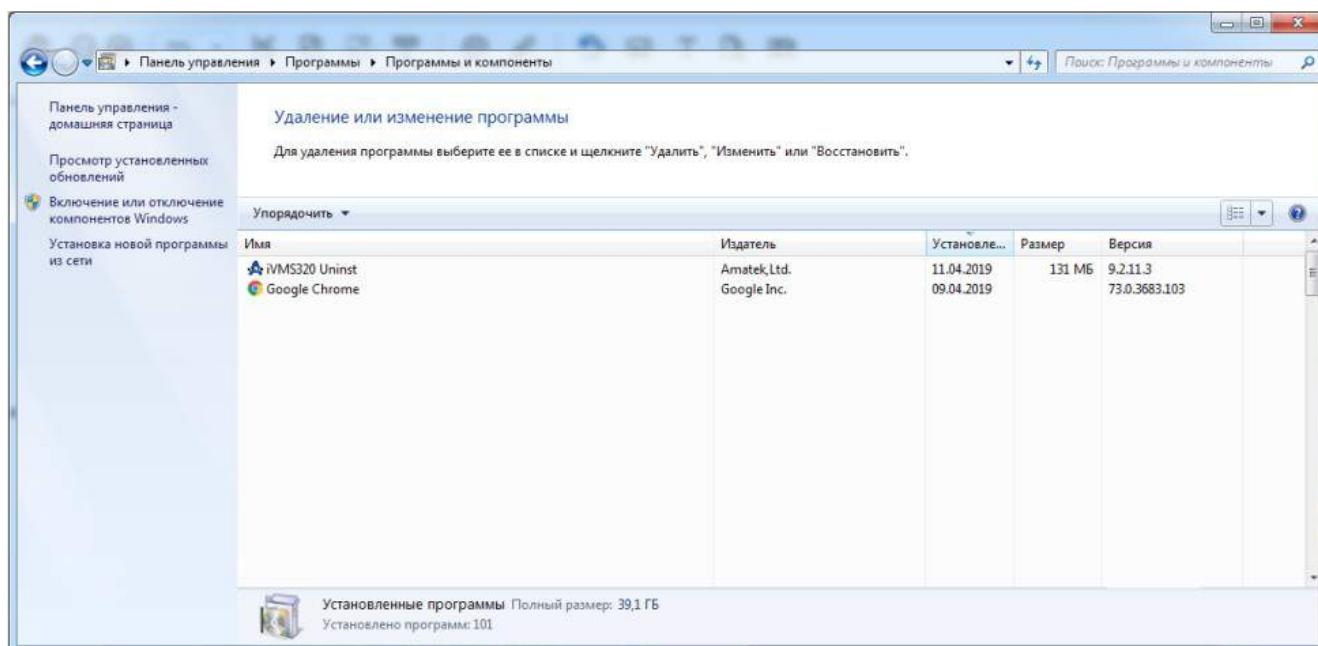 Панель управления Программы Программы и компоненты
Поиск: Программы и компоненты
Панель управления -
домашняя страница
Просмотр установленных
обновлений
Включение или отключение
компонентов Windows
Установка новой программы
из сети
Удаление или изменение программы
Для удаления программы выберите ее в списке и щелкните "Удалить", "Изменить" или "Восстановить".
Упорядочить
Имя Издатель Установле... Размер Версия
iVMS320 Uninst Amatek,Ltd. 11.04.2019 131 МБ 9.2.11.3
Google Chrome Google Inc. 09.04.2019 73.0.3683.103
Установленные программы Полный размер: 39,1 ГБ
Установлено программ: 101